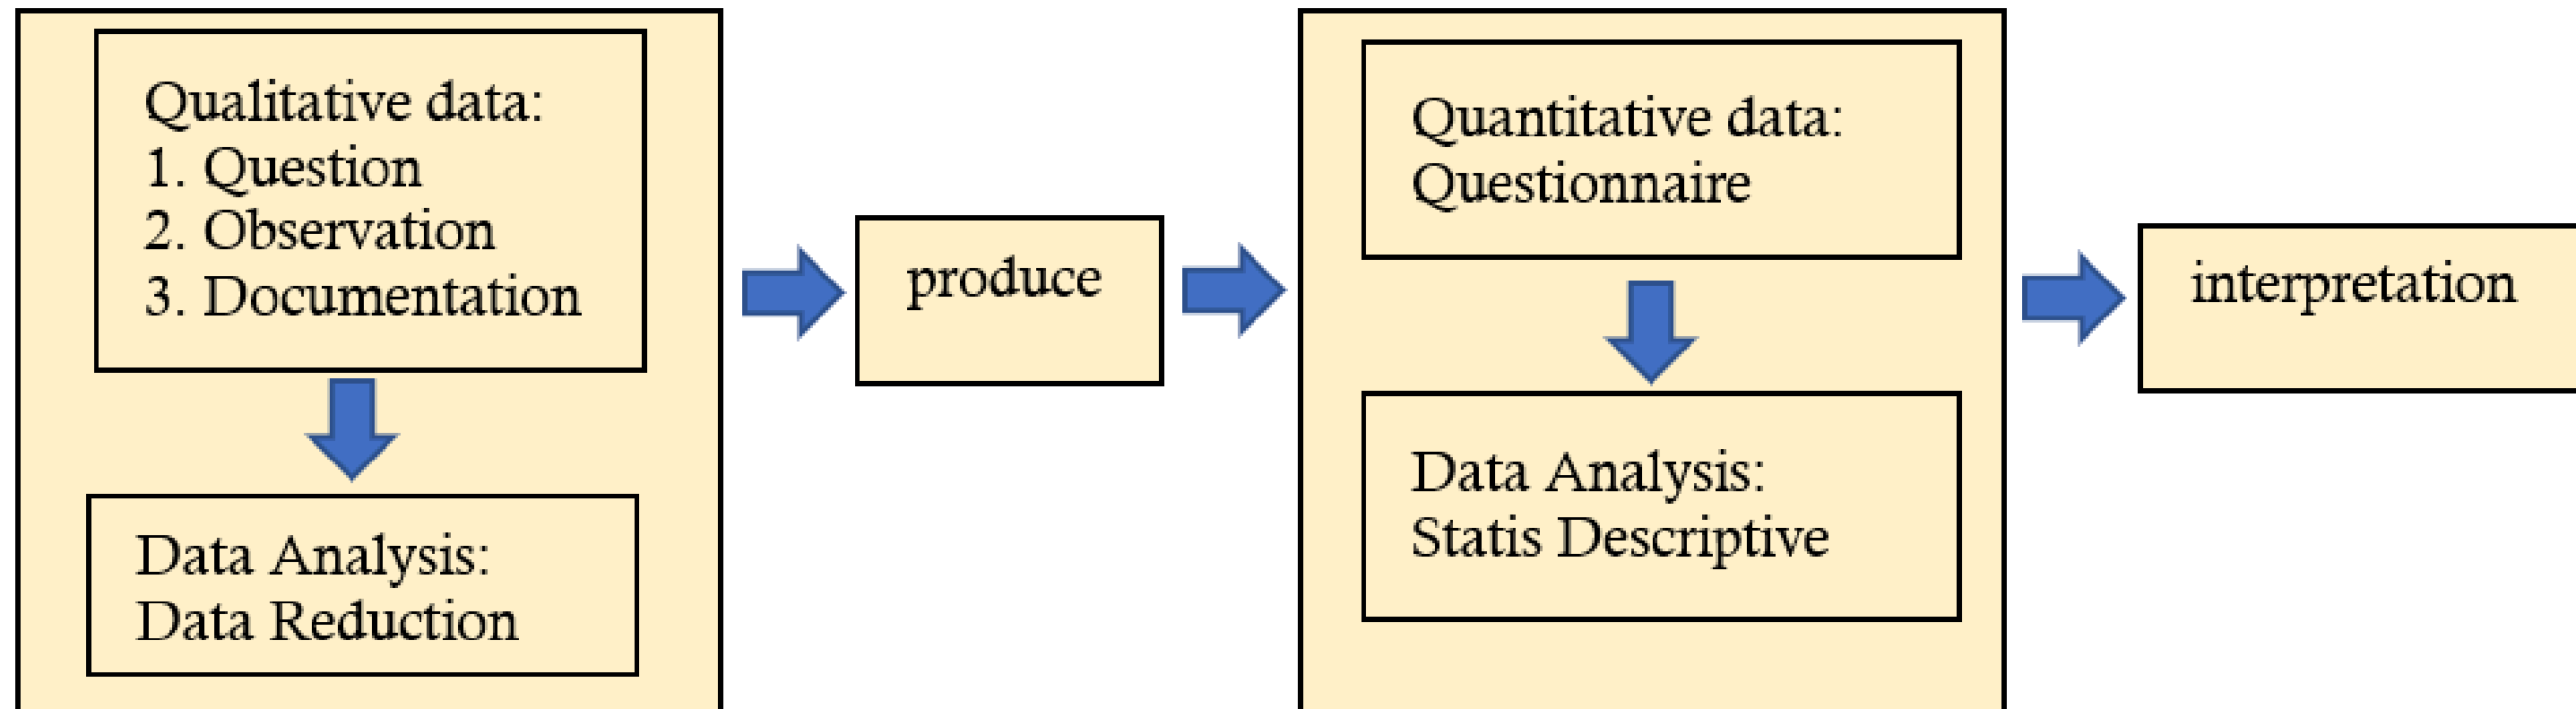 Qualitative data:
1. Question
2. Observation
3. Documentation
Data Analysis:
Data Reduction
produce
Quantitative data:
Questionnaire
Data Analysis:
Statis Descriptive
interpretation